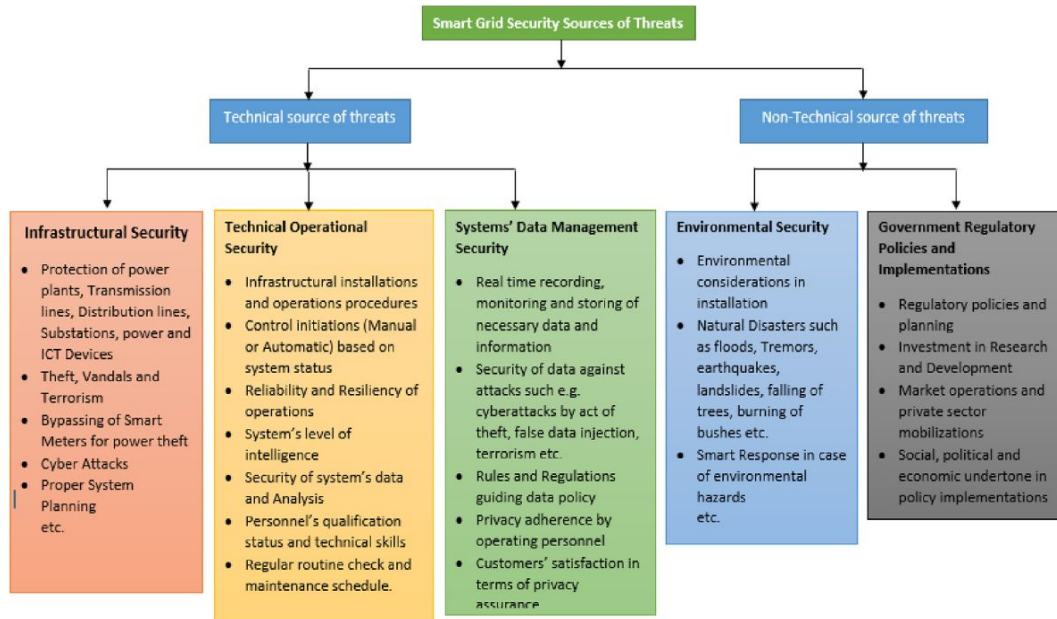 Smart Grid Security Sources of Threats
Technical source of threats
Non-Technical source of threats
Infrastructural Security
• Protection of power
plants, Transmission
lines, Distribution lines,
Substations, power and
ICT Devices
• Theft, Vandals and
Terrorism
• Bypassing of Smart
Meters for power theft
• Cyber Attacks
• Proper System
Planning
etc.
Technical Operational
Security
• Infrastructural installations
and operations procedures
• Control initiations (Manual
or Automatic) based on
system status
• Reliability and Resiliency of
operations
• System's level of
intelligence
• Security of system's data
and Analysis
• Personnel's qualification
status and technical skills
• Regular routine check and
maintenance schedule.
Systems' Data Management
Security
• Real time recording,
monitoring and storing of
necessary data and
information
• Security of data against
attacks such e.g.
cyberattacks by act of
theft, false data injection,
terrorism etc.
• Rules and Regulations
guiding data policy
• Privacy adherence by
operating personnel
• Customers' satisfaction in
terms of privacy
assurance
Environmental Security
• Environmental
considerations in
installation
• Natural Disasters such
as floods, Tremors,
earthquakes,
landslides, falling of
trees, burning of
bushes etc.
• Smart Response in case
of environmental
hazards
etc.
Government Regulatory
Policies and
Implementations
• Regulatory policies and
planning
• Investment in Research
and Development
• Market operations and
private sector
mobilizations
• Social, political and
economic undertone in
policy implementations